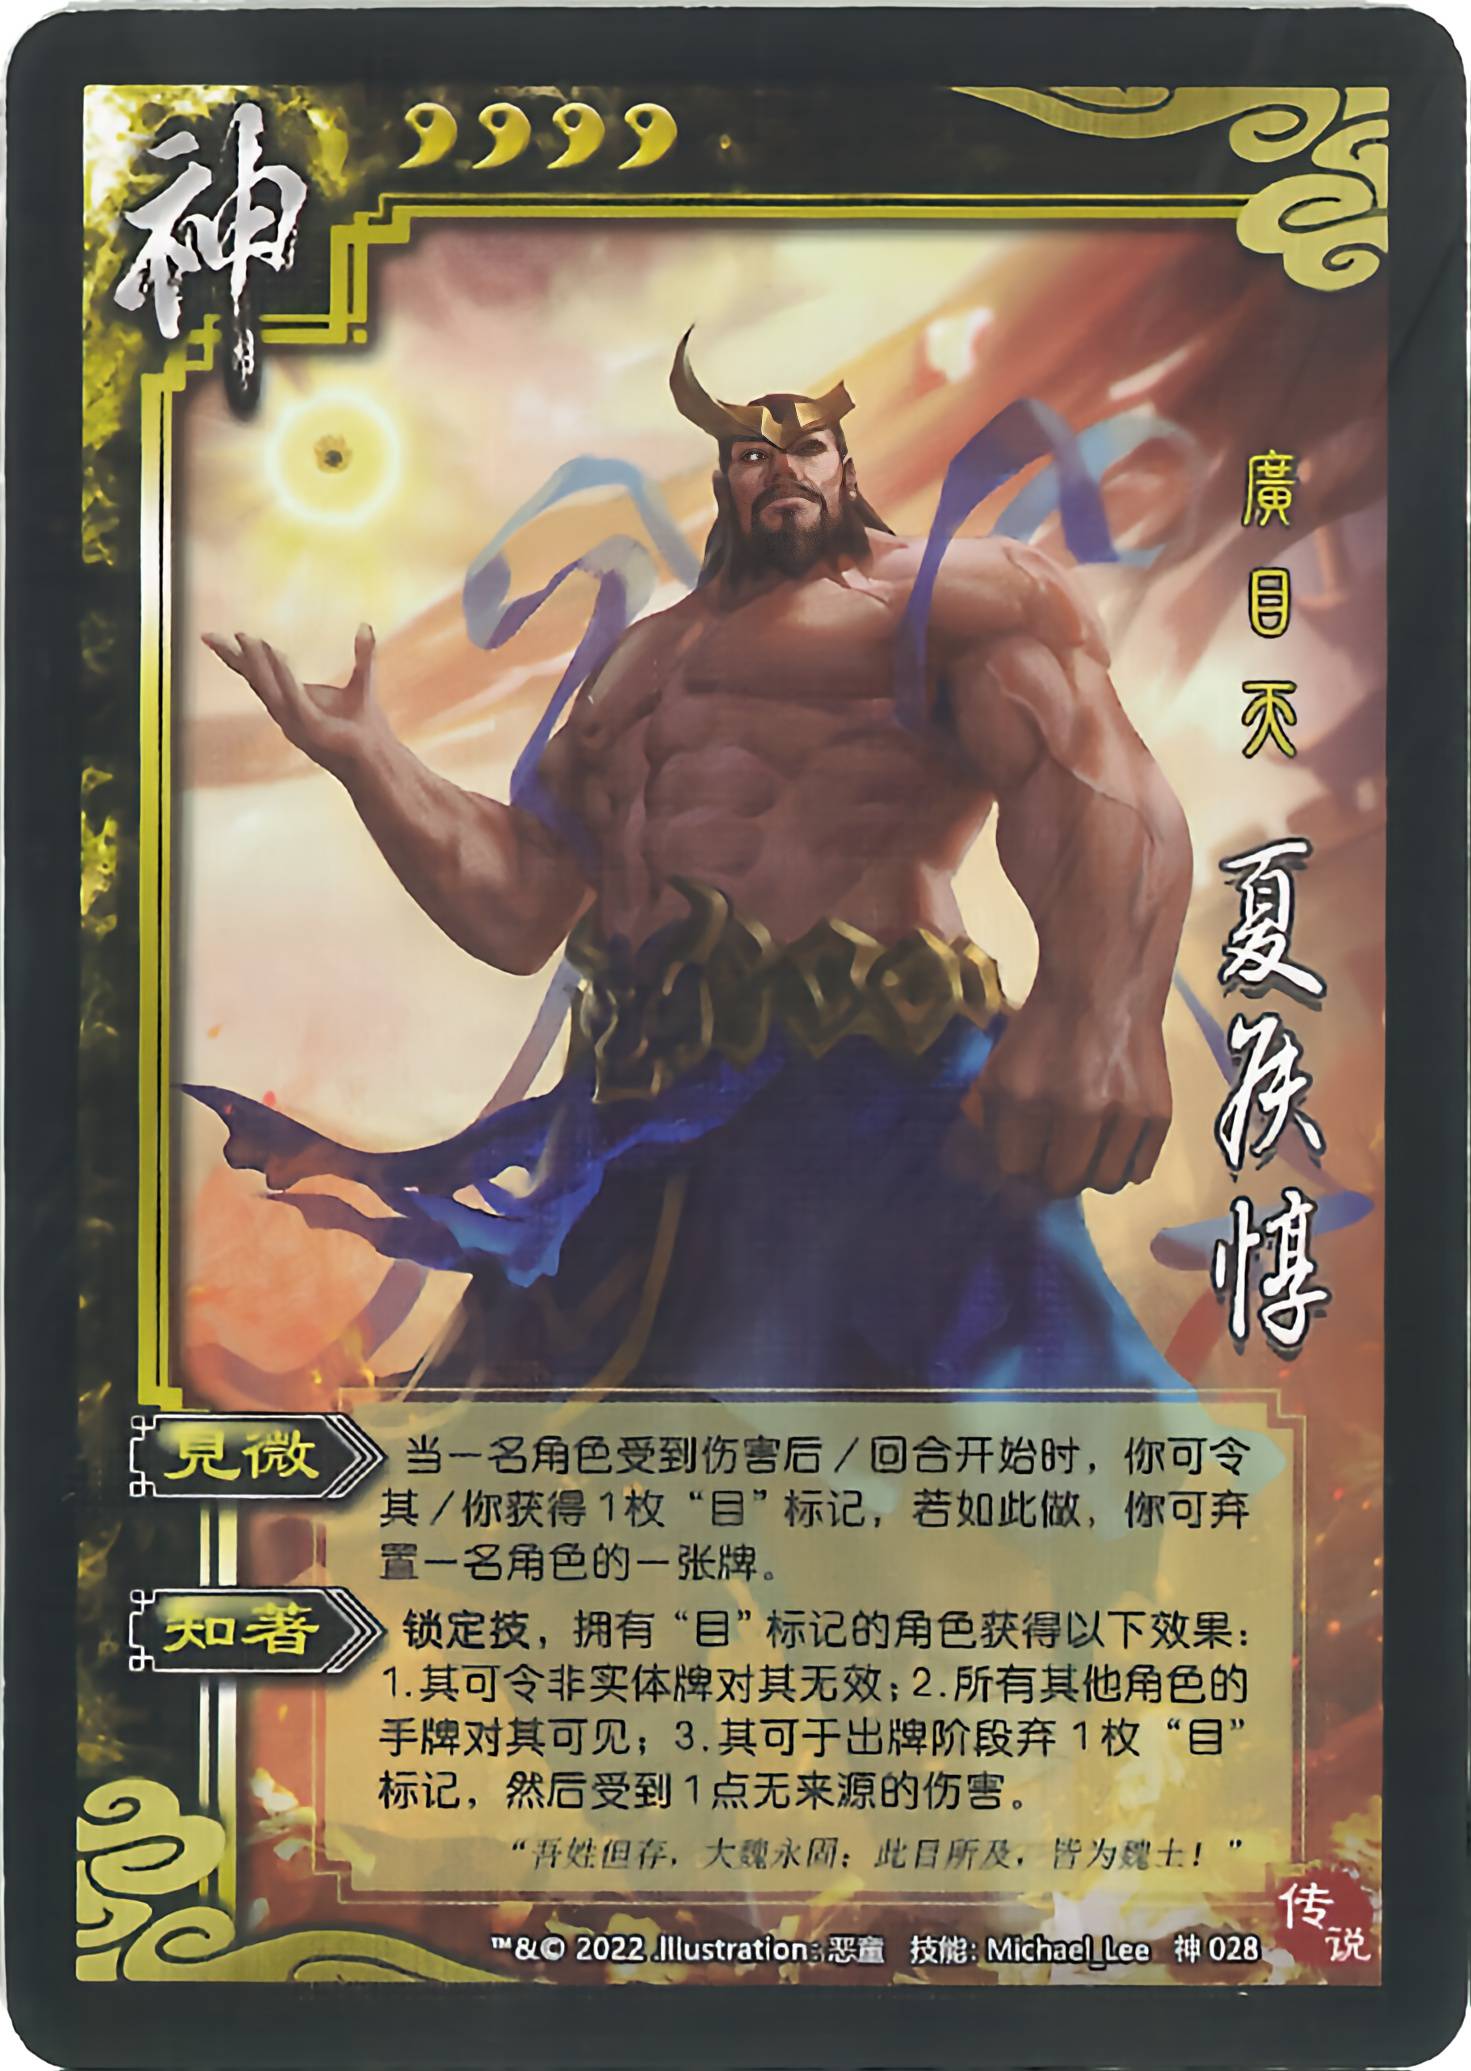 神
廣目天
夏侯惇
見微
当一名角色受到伤害后/回合开始时，你可令
其/你获得1枚“目”标记，若如此做，你可弃
置一名角色的一张牌。
知著
锁定技，拥有“目”标记的角色获得以下效果：
1.其可令非实体牌对其无效；2.所有其他角色的
手牌对其可见；3.其可于出牌阶段弃1枚“目”
标记，然后受到1点无来源的伤害。
“吾姓但存，大魏永固；此目所及，皆为魏土！”
™&© 2022 .Illustration：恶童 技能：Michael_Lee 神 028
传说